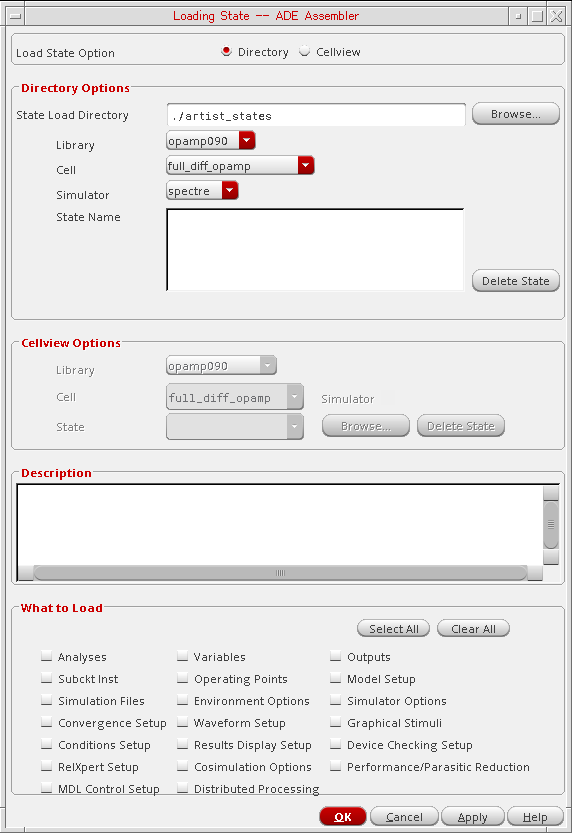 Loading State -- ADE Assembler
Load State Option Directory Cellview
Directory Options
State Load Directory ./artist_states Browse...
Library opamp090
Cell full_diff_opamp
Simulator spectre
State Name
Delete State
Cellview Options
Library opamp090
Cell full_diff_opamp Simulator
State Browse... Delete State
Description
What to Load
Select All Clear All
Analyses Variables Outputs
Subckt Inst Operating Points Model Setup
Simulation Files Environment Options Simulator Options
Convergence Setup Waveform Setup Graphical Stimuli
Conditions Setup Results Display Setup Device Checking Setup
RelXpert Setup Cosimulation Options Performance/Parasitic Reduction
MDL Control Setup Distributed Processing
OK Cancel Apply Help